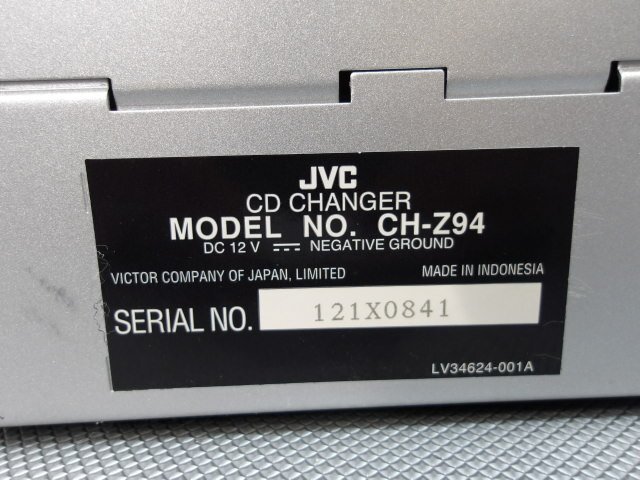 JVC
CD CHANGER
MODEL NO. CH-Z94
DC 12 V ⎓ NEGATIVE GROUND
VICTOR COMPANY OF JAPAN, LIMITED MADE IN INDONESIA
SERIAL NO. 121X0841
LV34624-001A